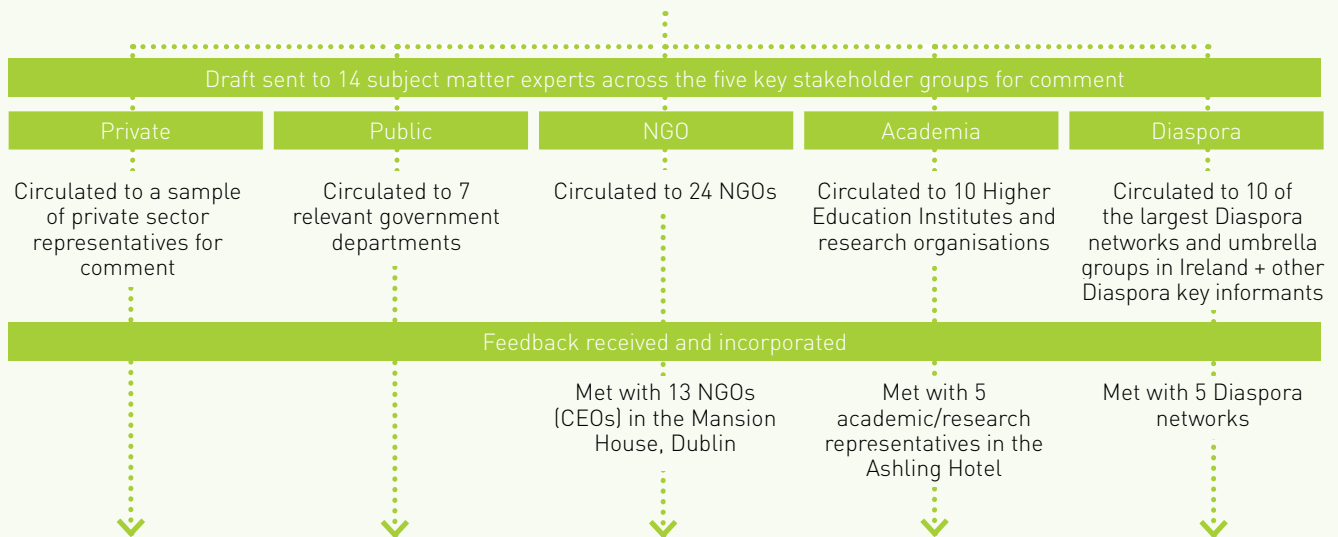 Draft sent to 14 subject matter experts across the five key stakeholder groups for comment
Private
Public
NGO
Academia
Diaspora
Circulated to a sample
of private sector
representatives for
comment
Circulated to 7
relevant government
departments
Circulated to 24 NGOs
Circulated to 10 Higher
Education Institutes and
research organisations
Circulated to 10 of
the largest Diaspora
networks and umbrella
groups in Ireland + other
Diaspora key informants
Feedback received and incorporated
Met with 13 NGOs
(CEOs) in the Mansion
House, Dublin
Met with 5
academic/research
representatives in the
Ashling Hotel
Met with 5 Diaspora
networks